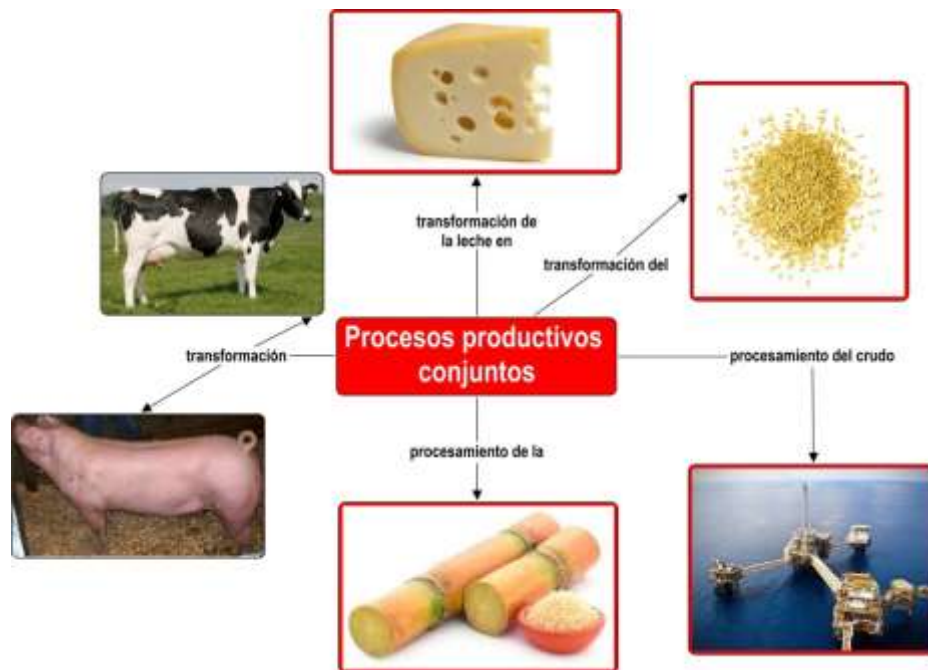 transformación de
la leche en
transformación del
Procesos productivos
conjuntos
transformación
procesamiento del crudo
procesamiento de la